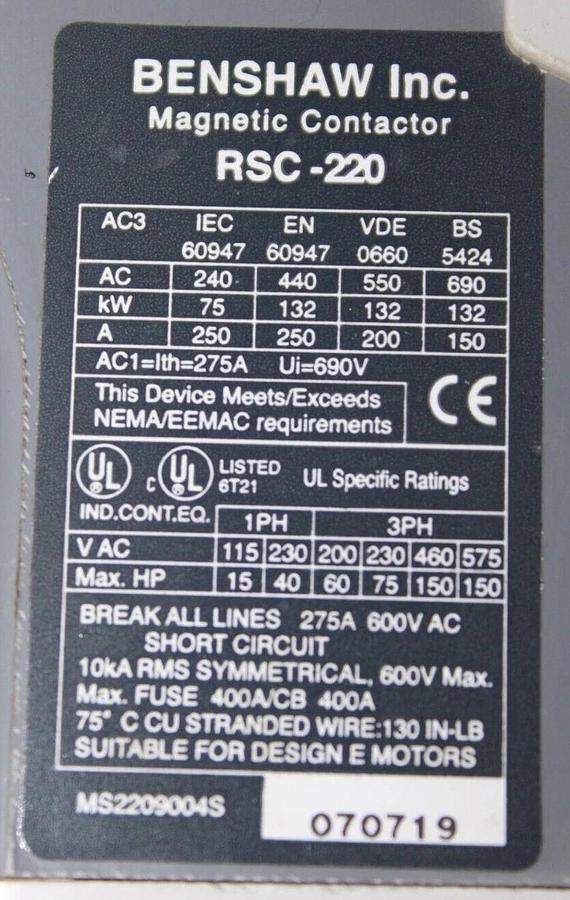 BENSHAW Inc.
Magnetic Contactor
RSC -220
AC3 IEC EN VDE BS
60947 60947 0660 5424
AC 240 440 550 690
kW 75 132 132 132
A 250 250 200 150
AC1=Ith=275A Ui=690V
This Device Meets/Exceeds
NEMA/EEMAC requirements
CE
UL ® c UL ® LISTED
6T21 UL Specific Ratings
IND.CONT.EQ. 1PH 3PH
V AC 115 230 200 230 460 575
Max. HP 15 40 60 75 150 150
BREAK ALL LINES 275A 600V AC
SHORT CIRCUIT
10kA RMS SYMMETRICAL, 600V Max.
Max. FUSE 400A/CB 400A
75° C CU STRANDED WIRE:130 IN-LB
SUITABLE FOR DESIGN E MOTORS
MS2209004S
070719